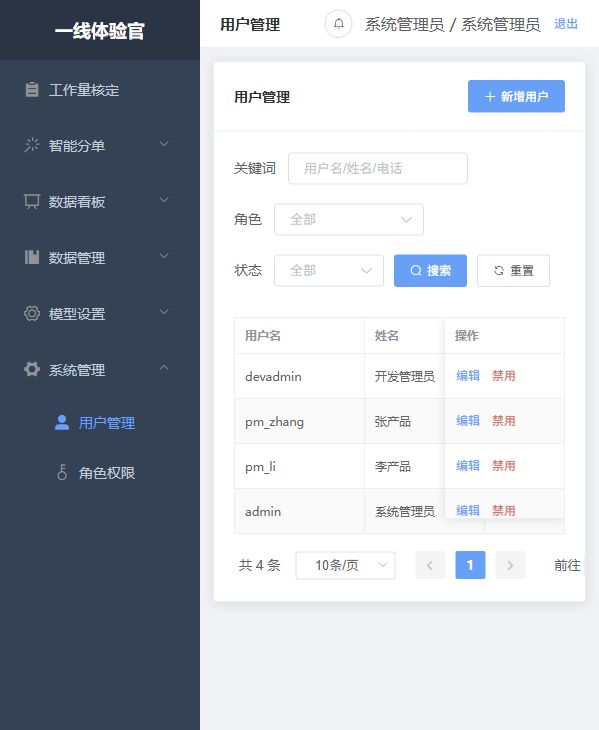 一线体验官
用户管理
系统管理员 / 系统管理员
退出
工作量核定
智能分单
数据看板
数据管理
模型设置
系统管理
用户管理
角色权限
用户管理
新增用户
关键词 用户名/姓名/电话
角色 全部
状态 全部 搜索 重置
用户名 姓名 操作
devadmin 开发管理员 编辑 禁用
pm_zhang 张产品 编辑 禁用
pm_li 李产品 编辑 禁用
admin 系统管理员 编辑 禁用
共 4 条 10条/页 1 前往